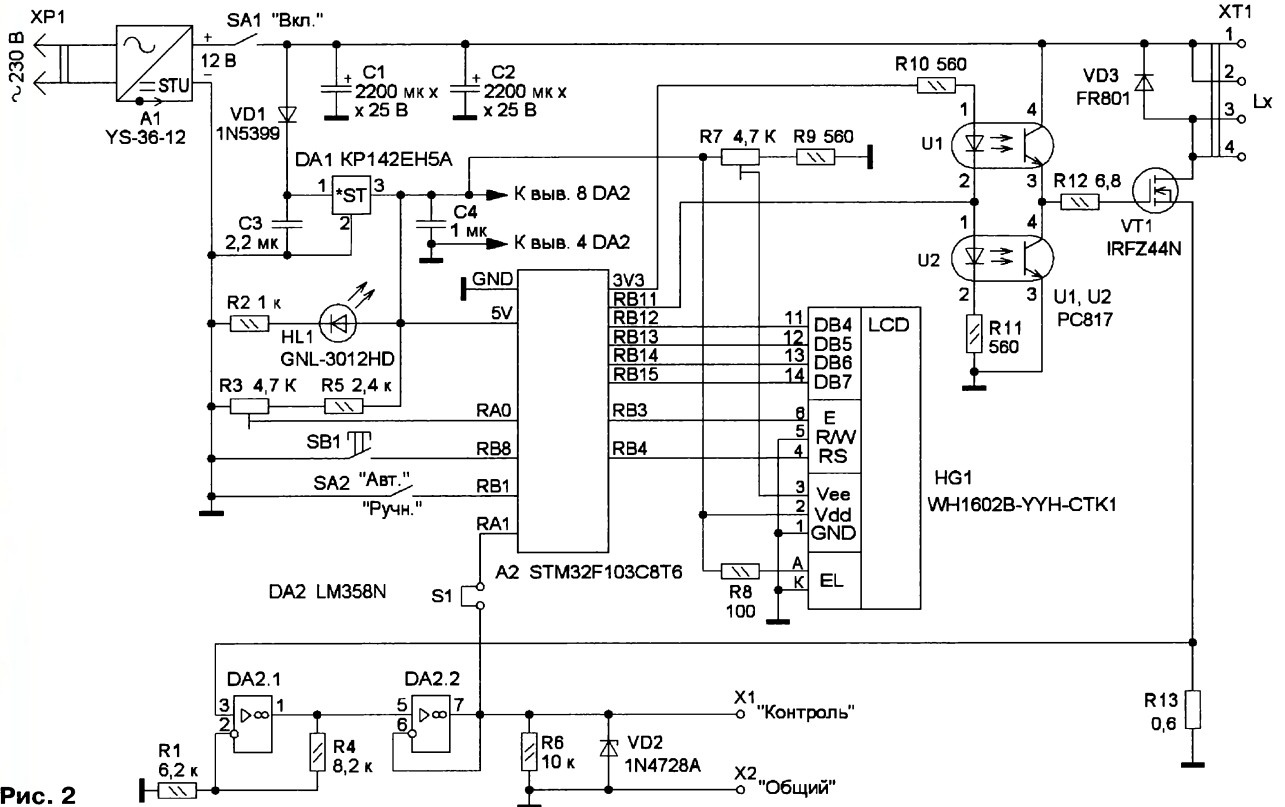 XP1
~230 В
SA1 "Вкл."
+
12 В
–
STU
A1
YS-36-12
VD1
1N5399
+ C1
2200 мк х
х 25 В
+ C2
2200 мк х
х 25 В
R10 560
VD3
FR801
XT1
1
2
3
4
Lx
DA1 КР142ЕН5А
1 *ST 3
2
C3
2,2 мк
C4
1 мк
К выв. 8 DA2
К выв. 4 DA2
R7 4,7 К
R9 560
U1
1 4
2 3
R12 6,8
VT1
IRFZ44N
U2
1 4
2 3
U1, U2
PC817
R11
560
R2 1 к
HL1
GNL-3012HD
R3 4,7 К
R5 2,4 к
SB1
SA2 "Авт."
"Ручн."
GND
5V
RA0
RB8
RB1
RA1
3V3
RB11
RB12
RB13
RB14
RB15
RB3
RB4
A2 STM32F103C8T6
11 DB4 LCD
12 DB5
13 DB6
14 DB7
6 E
5 R/W
4 RS
3 Vee
2 Vdd
1 GND
A
K EL
HG1
WH1602B-YYH-CTK1
R8
100
DA2 LM358N
S1
DA2.1
3 ▷∞ 1
2
DA2.2
5 ▷∞ 7
6
R1
6,2 к
R4
8,2 к
R6
10 к
VD2
1N4728A
X1 "Контроль"
X2 "Общий"
R13
0,6
Рис. 2